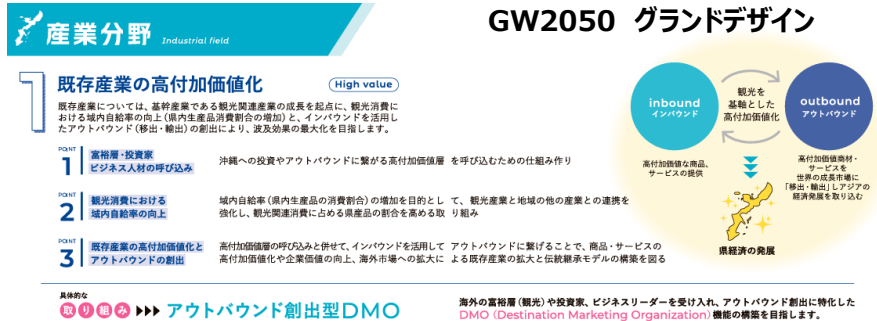 産業分野 Industrial field
GW2050 グランドデザイン
1 既存産業の高付加価値化 High value
既存産業については、基幹産業である観光関連産業の成長を起点に、観光消費に
おける域内自給率の向上（県内生産品消費割合の増加）と、インバウンドを活用し
たアウトバウンド（移出・輸出）の創出により、波及効果の最大化を目指します。
POINT
1
富裕層・投資家
ビジネス人材の呼び込み
沖縄への投資やアウトバウンドに繋がる高付加価値層 を呼び込むための仕組み作り
POINT
2
観光消費における
域内自給率の向上
域内自給率（県内生産品の消費割合）の増加を目的とし て、観光産業と地域の他の産業との連携を
強化し、観光関連消費に占める県産品の割合を高める取 り組み
POINT
3
既存産業の高付加価値化と
アウトバウンドの創出
高付加価値層の呼び込みと併せて、インバウンドを活用して アウトバウンドに繋げることで、商品・サービスの
高付加価値化や企業価値の向上、海外市場への拡大に よる既存産業の拡大と伝統継承モデルの構築を図る
inbound
インバウンド
観光を
基軸とした
高付加価値化
outbound
アウトバウンド
高付加価値な商品、
サービスの提供
高付加価値商材・
サービスを
世界の成長市場に
「移出・輸出」しアジアの
経済発展を取り込む
県経済の発展
具体的な
取り組み アウトバウンド創出型DMO
海外の富裕層（観光）や投資家、ビジネスリーダーを受け入れ、アウトバウンド創出に特化した
DMO（Destination Marketing Organization）機能の構築を目指します。